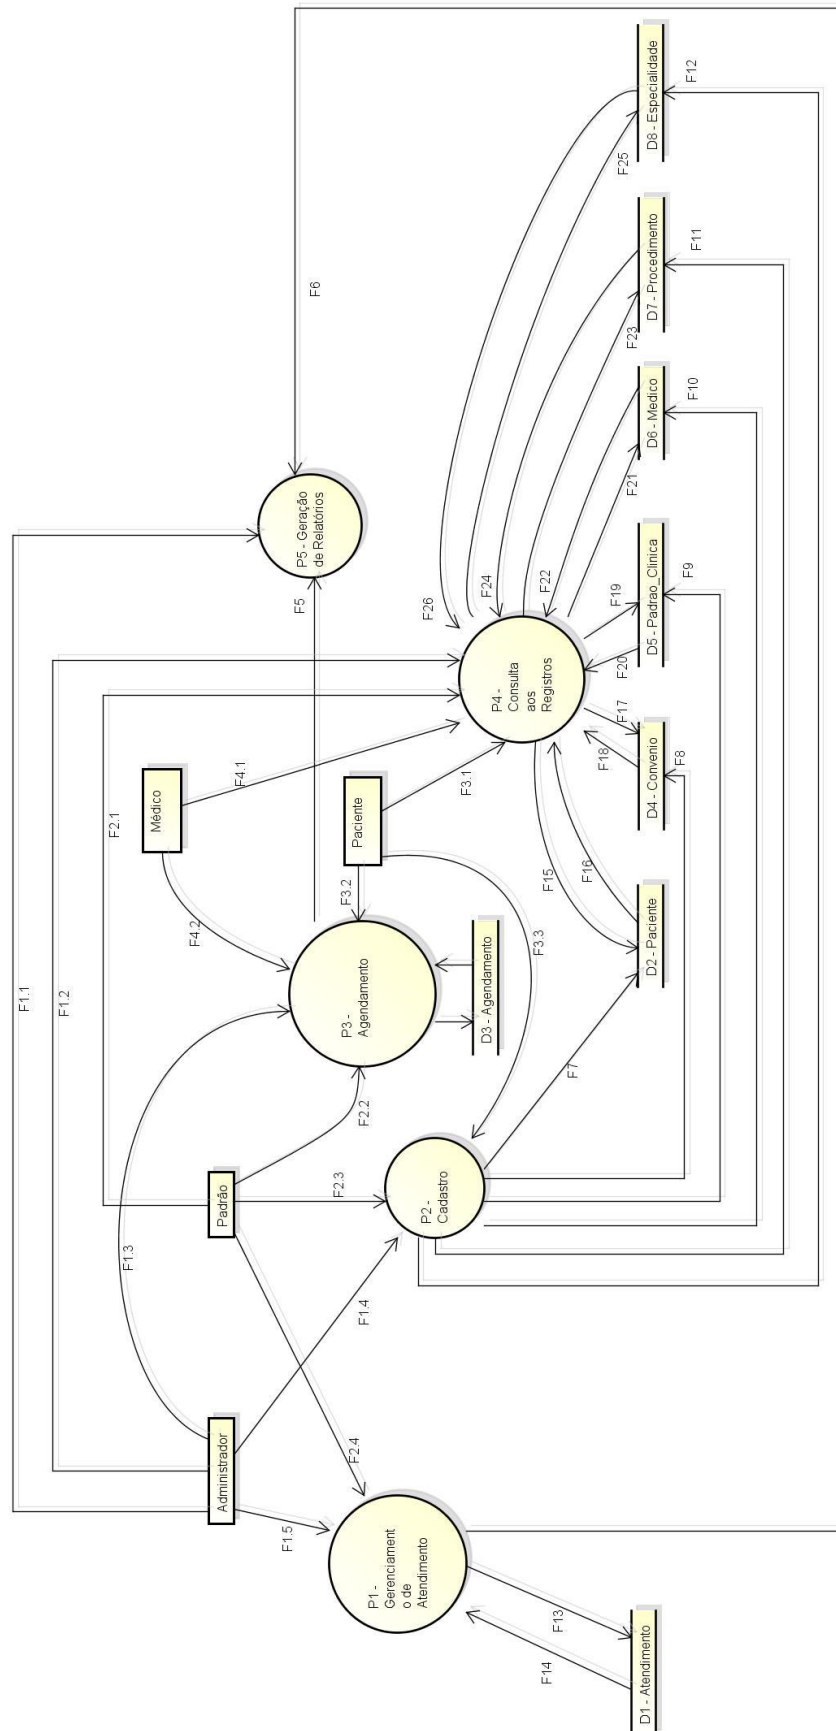 F1.1
F1.2
F2.1
F1.3
F4.2
Médico
F4.1
F6
Administrador
Padrão
F1.5
F2.4
F1.4
F2.3
F2.2
P3 -
Agendamento
F3.2
Paciente
F3.1
F5
P5 - Geração
de Relatórios
P1 -
Gerenciament
o de
Atendimento
P2 -
Cadastro
D3 - Agendamento
F3.3
P4 -
Consulta
aos
Registros
F26
F24
F22
F14
F13
F7
F15
F16
F18
F17
F20
F19
F21
F23
F25
D1 - Atendimento
D2 - Paciente
D4 - Convenio
D5 - Padrao_Clinica
D6 - Medico
D7 - Procedimento
D8 - Especialidade
F8
F9
F10
F11
F12